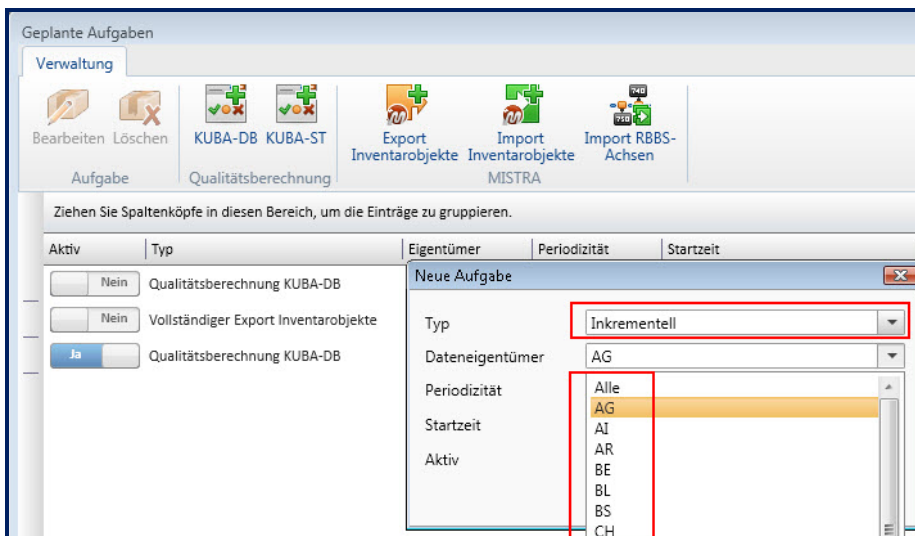 Geplante Aufgaben
Verwaltung
Bearbeiten Löschen KUBA-DB KUBA-ST Export Inventarobjekte Import Inventarobjekte Import RBBS-Achsen
Aufgabe Qualitätsberechnung MISTRA
Ziehen Sie Spaltenköpfe in diesen Bereich, um die Einträge zu gruppieren.
Aktiv Typ Eigentümer Periodizität Startzeit
Nein Qualitätsberechnung KUBA-DB
Nein Vollständiger Export Inventarobjekte
Ja Qualitätsberechnung KUBA-DB
Neue Aufgabe
Typ Inkrementell
Dateneigentümer AG
Periodizität
Startzeit
Aktiv
Alle
AG
AI
AR
BE
BL
BS
CH